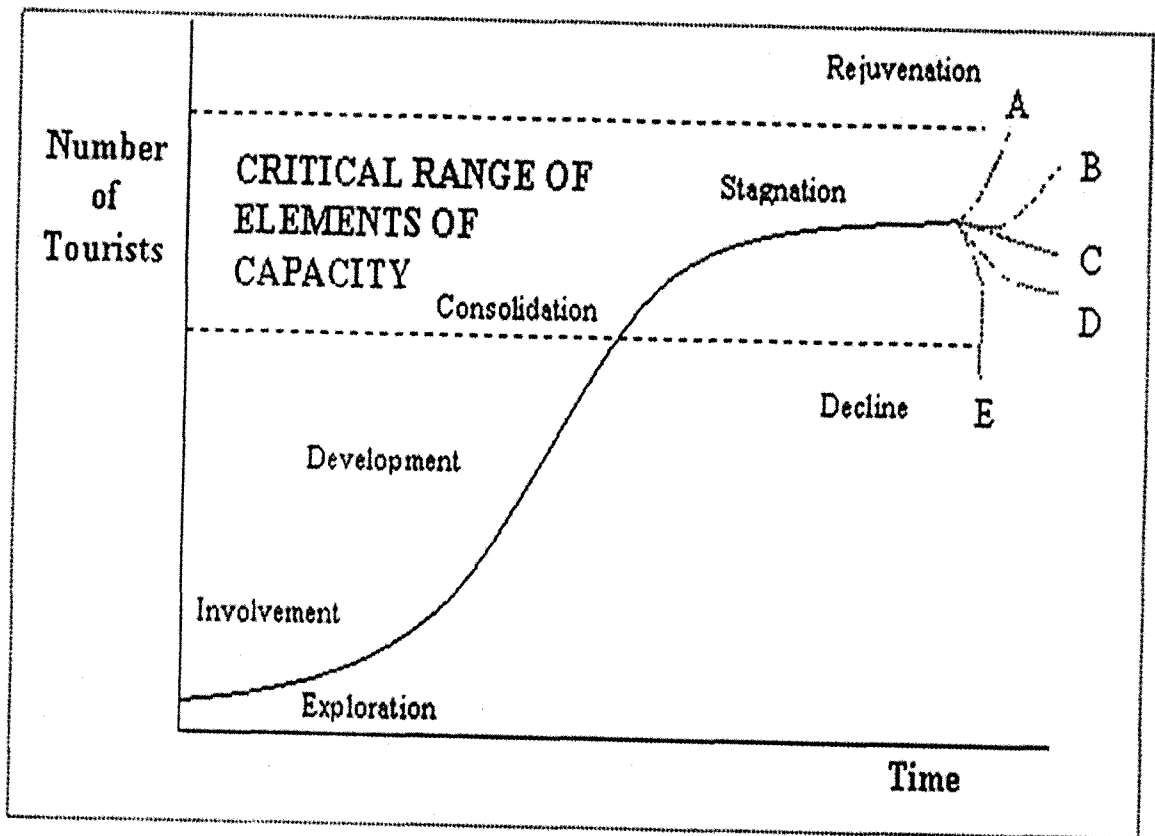 Rejuvenation
A
Number
of
Tourists
CRITICAL RANGE OF
ELEMENTS OF
CAPACITY
Stagnation
B
C
D
Consolidation
Decline
E
Development
Involvement
Exploration
Time